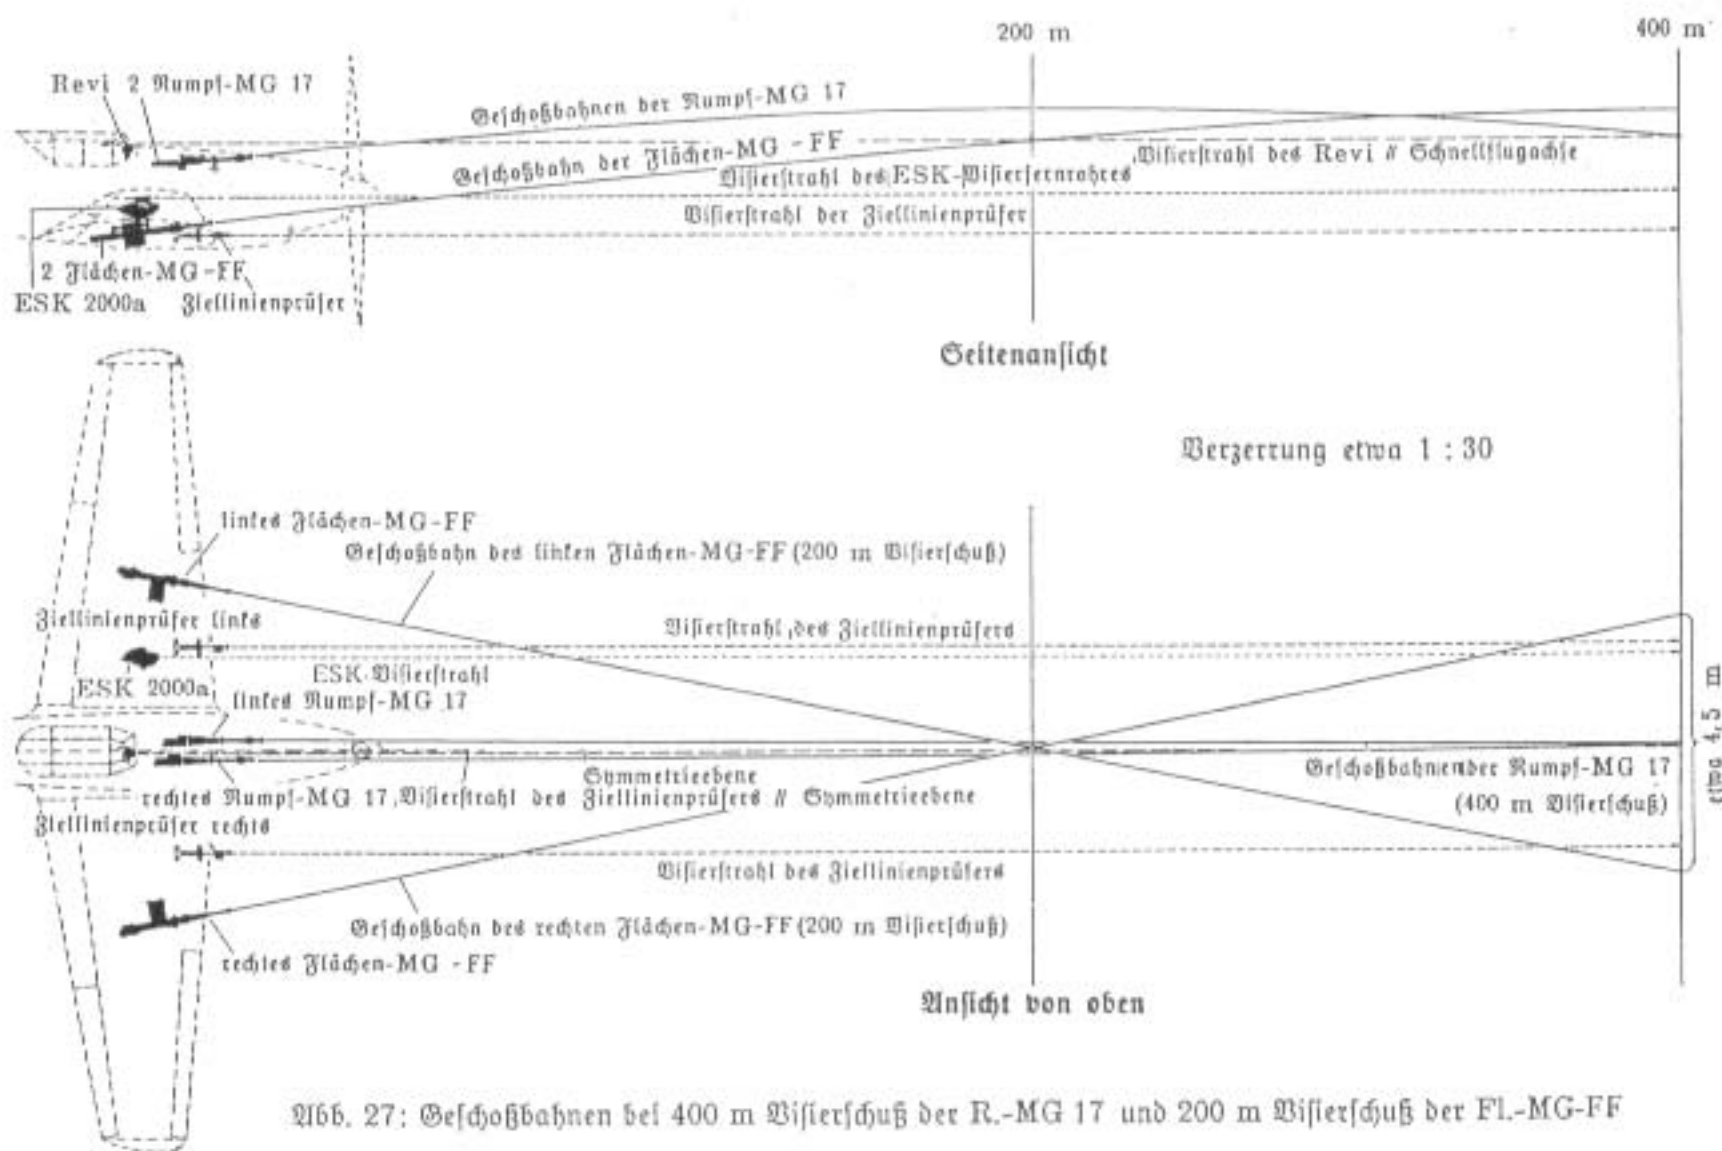 200 m
400 m
Revi 2 Rumpf-MG 17
Geschoßbahnen der Rumpf-MG 17
Geschoßbahn der Flächen-MG-FF
Visierstrahl des Revi // Schnellflugachse
Visierstrahl des ESK-Visierfernrohres
Visierstrahl der Ziellinienprüfer
2 Flächen-MG-FF
ESK 2000a Ziellinienprüfer
Seitenansicht
Verzerrung etwa 1 : 30
linkes Flächen-MG-FF
Geschoßbahn des linken Flächen-MG-FF (200 m Visierschuß)
Ziellinienprüfer links
Visierstrahl des Ziellinienprüfers
ESK-Visierstrahl
ESK 2000a
linkes Rumpf-MG 17
etwa 4,5 m
Symmetrieebene
Geschoßbahnen der Rumpf-MG 17
(400 m Visierschuß)
rechtes Rumpf-MG 17, Visierstrahl des Ziellinienprüfers // Symmetrieebene
Ziellinienprüfer rechts
Visierstrahl des Ziellinienprüfers
Geschoßbahn des rechten Flächen-MG-FF (200 m Visierschuß)
rechtes Flächen-MG-FF
Ansicht von oben
Abb. 27: Geschoßbahnen bei 400 m Visierschuß der R.-MG 17 und 200 m Visierschuß der Fl.-MG-FF